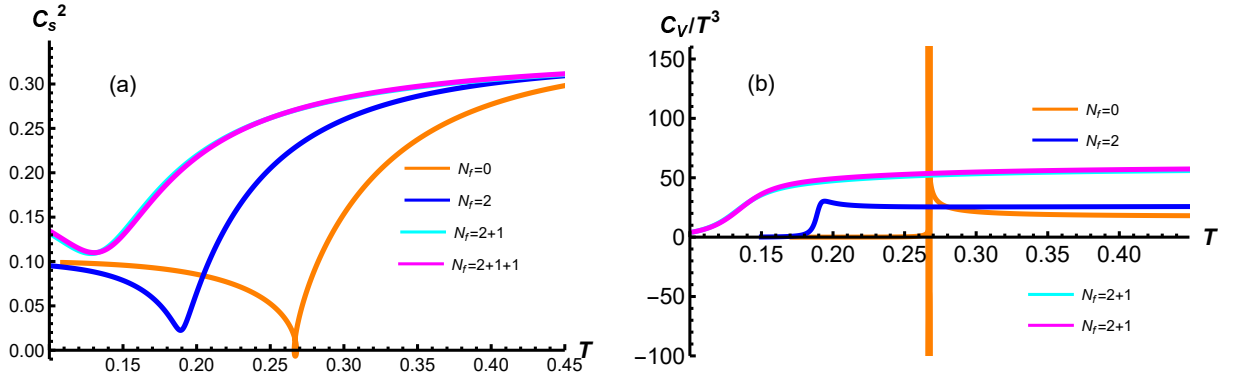 C_s^2
(a)
0.30
0.25
0.20
0.15
0.10
0.05
0.00
0.15 0.20 0.25 0.30 0.35 0.40 0.45
T
N_f=0
N_f=2
N_f=2+1
N_f=2+1+1
C_V/T^3
(b)
150
100
50
0
−50
−100
0.15 0.20 0.25 0.30 0.35 0.40
T
N_f=0
N_f=2
N_f=2+1
N_f=2+1